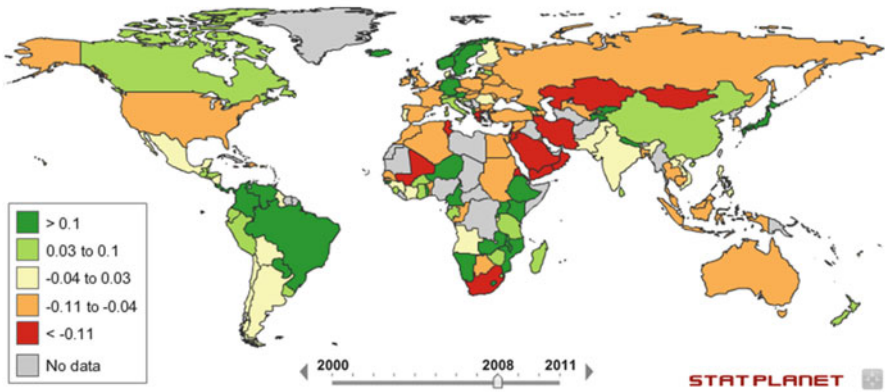 > 0.1
0.03 to 0.1
-0.04 to 0.03
-0.11 to -0.04
< -0.11
No data
2000 2008 2011
STATPLANET